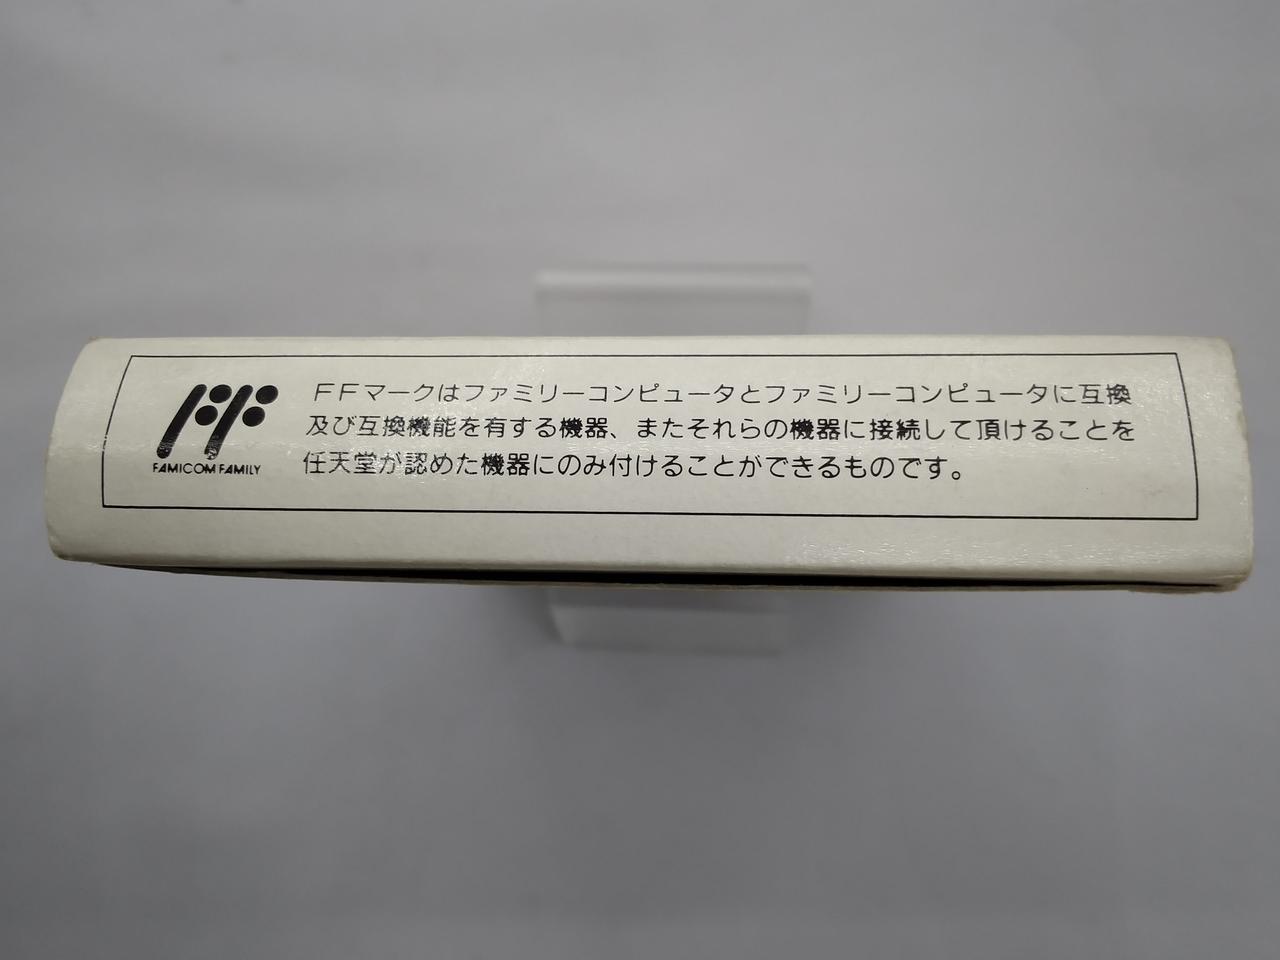 FAMICOM FAMILY
FFマークはファミリーコンピュータとファミリーコンピュータに互換
及び互換機能を有する機器、またそれらの機器に接続して頂けることを
任天堂が認めた機器にのみ付けることができるものです。